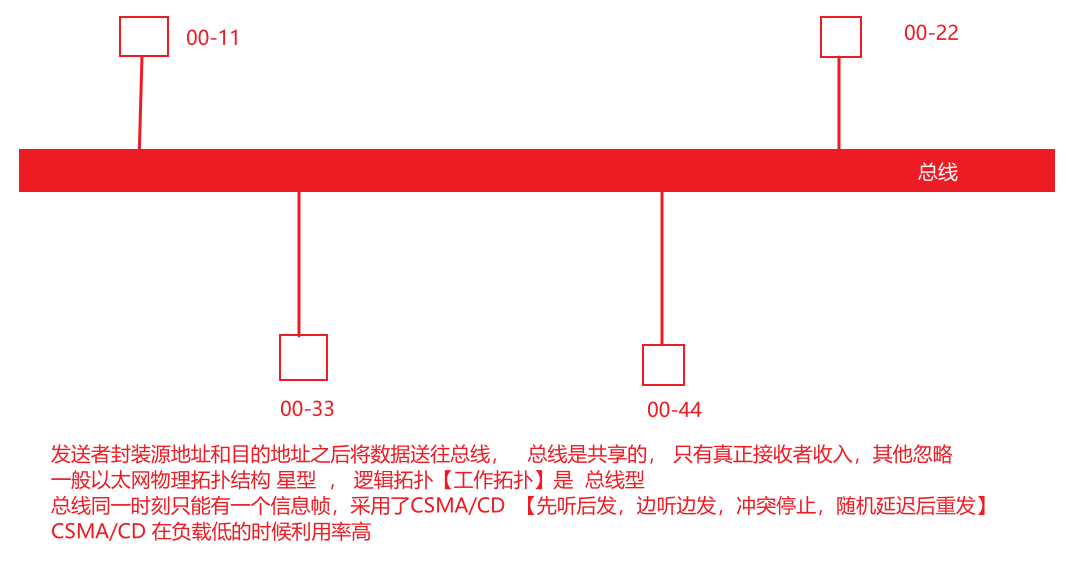 00-11
00-22
总线
00-33
00-44
发送者封装源地址和目的地址之后将数据送往总线， 总线是共享的， 只有真正接收者收入，其他忽略
一般以太网物理拓扑结构 星型 ， 逻辑拓扑【工作拓扑】是 总线型
总线同一时刻只能有一个信息帧，采用了CSMA/CD 【先听后发，边听边发，冲突停止，随机延迟后重发】
CSMA/CD 在负载低的时候利用率高